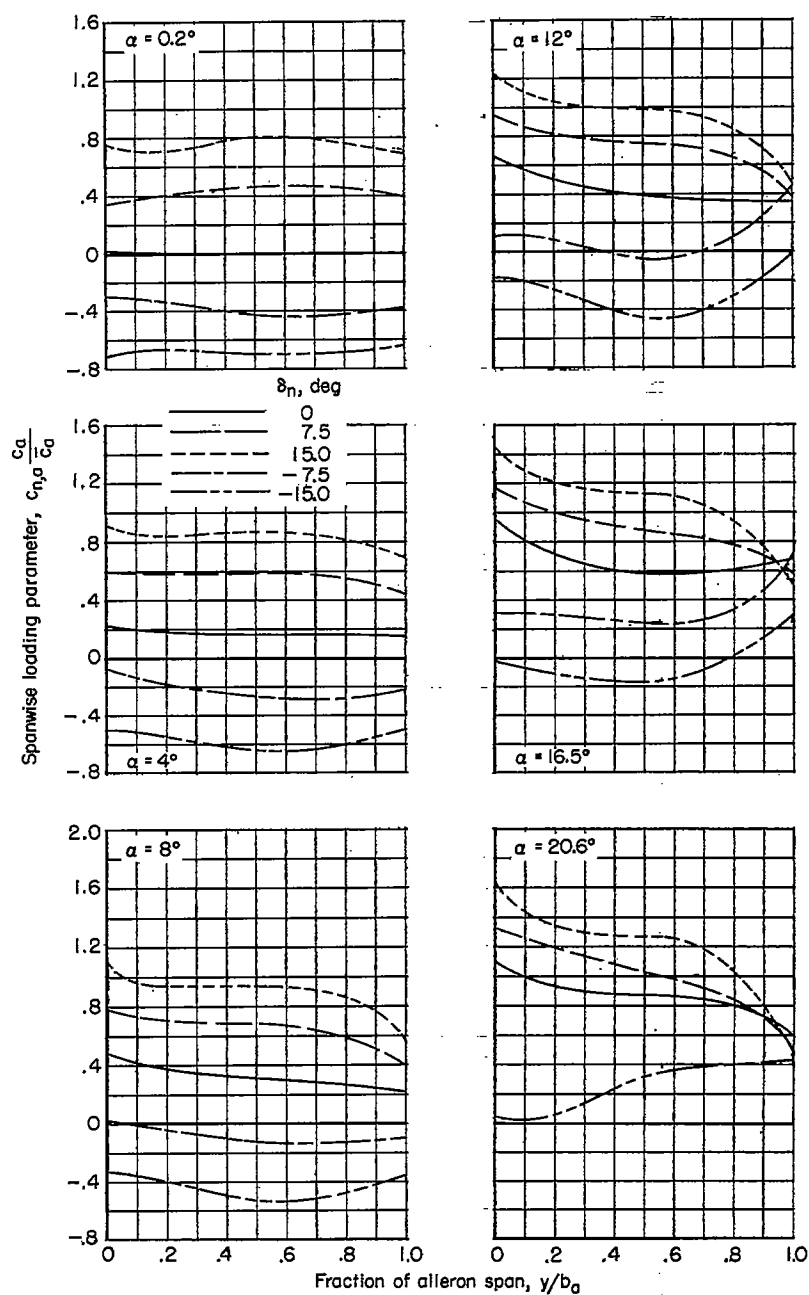 α = 0.2°
α = 12°
1.6
1.2
.8
.4
0
-.4
-.8
δn, deg
0
7.5
15.0
-7.5
-15.0
1.6
1.2
.8
.4
0
-.4
-.8
α = 4°
α = 16.5°
Spanwise loading parameter, cn,a ca/c̄a
2.0
1.6
1.2
.8
.4
0
-.4
-.8
α = 8°
α = 20.6°
0 .2 .4 .6 .8 1.0
0 .2 .4 .6 .8 1.0
Fraction of aileron span, y/ba